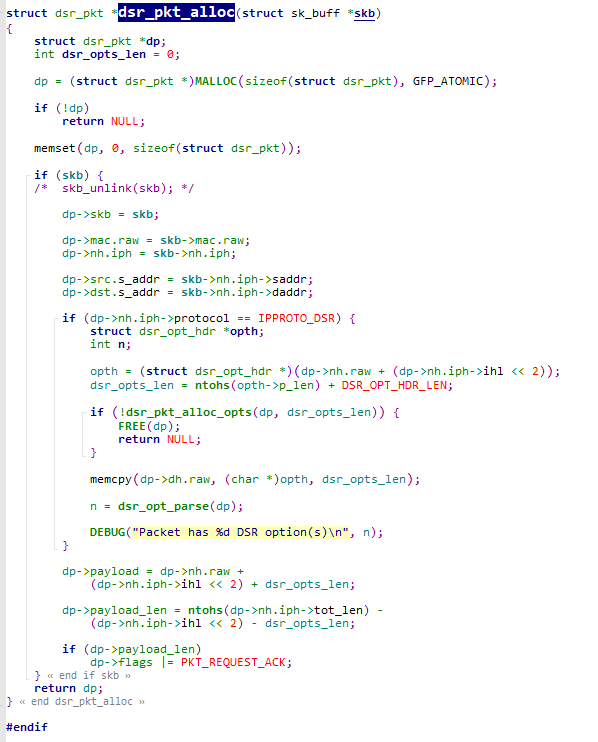 struct dsr_pkt *dsr_pkt_alloc(struct sk_buff *skb)
{
    struct dsr_pkt *dp;
    int dsr_opts_len = 0;

    dp = (struct dsr_pkt *)MALLOC(sizeof(struct dsr_pkt), GFP_ATOMIC);

    if (!dp)
        return NULL;

    memset(dp, 0, sizeof(struct dsr_pkt));

    if (skb) {
    /*  skb_unlink(skb); */

        dp->skb = skb;

        dp->mac.raw = skb->mac.raw;
        dp->nh.iph = skb->nh.iph;

        dp->src.s_addr = skb->nh.iph->saddr;
        dp->dst.s_addr = skb->nh.iph->daddr;

        if (dp->nh.iph->protocol == IPPROTO_DSR) {
            struct dsr_opt_hdr *opth;
            int n;

            opth = (struct dsr_opt_hdr *)(dp->nh.raw + (dp->nh.iph->ihl << 2));
            dsr_opts_len = ntohs(opth->p_len) + DSR_OPT_HDR_LEN;

            if (!dsr_pkt_alloc_opts(dp, dsr_opts_len)) {
                FREE(dp);
                return NULL;
            }

            memcpy(dp->dh.raw, (char *)opth, dsr_opts_len);

            n = dsr_opt_parse(dp);

            DEBUG("Packet has %d DSR option(s)\n", n);
        }

        dp->payload = dp->nh.raw +
            (dp->nh.iph->ihl << 2) + dsr_opts_len;

        dp->payload_len = ntohs(dp->nh.iph->tot_len) -
            (dp->nh.iph->ihl << 2) - dsr_opts_len;

        if (dp->payload_len)
            dp->flags |= PKT_REQUEST_ACK;
    } « end if skb »
    return dp;
} « end dsr_pkt_alloc »

#endif